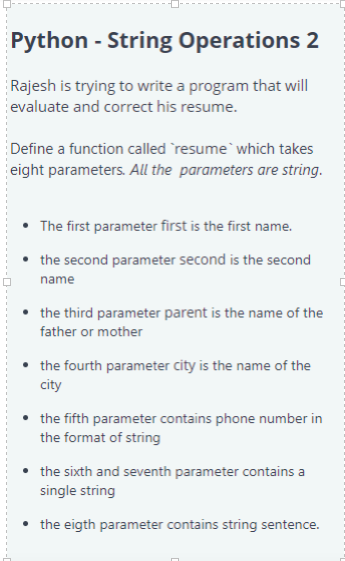 Python - String Operations 2
Rajesh is trying to write a program that will
evaluate and correct his resume.
Define a function called `resume` which takes
eight parameters. All the parameters are string.
• The first parameter first is the first name.
• the second parameter second is the second
name
• the third parameter parent is the name of the
father or mother
• the fourth parameter city is the name of the
city
• the fifth parameter contains phone number in
the format of string
• the sixth and seventh parameter contains a
single string
• the eigth parameter contains string sentence.